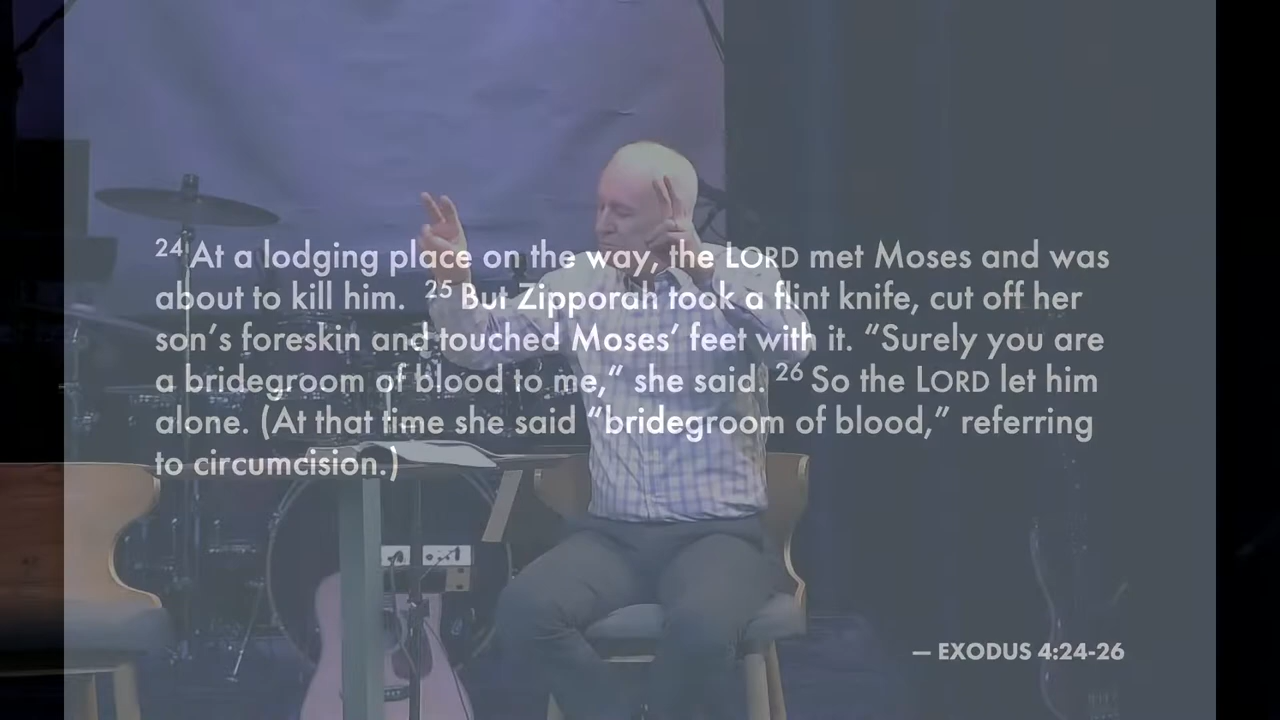 24 At a lodging place on the way, the LORD met Moses and was
about to kill him. 25 But Zipporah took a flint knife, cut off her
son’s foreskin and touched Moses’ feet with it. “Surely you are
a bridegroom of blood to me,” she said. 26 So the LORD let him
alone. (At that time she said “bridegroom of blood,” referring
to circumcision.)
— EXODUS 4:24-26